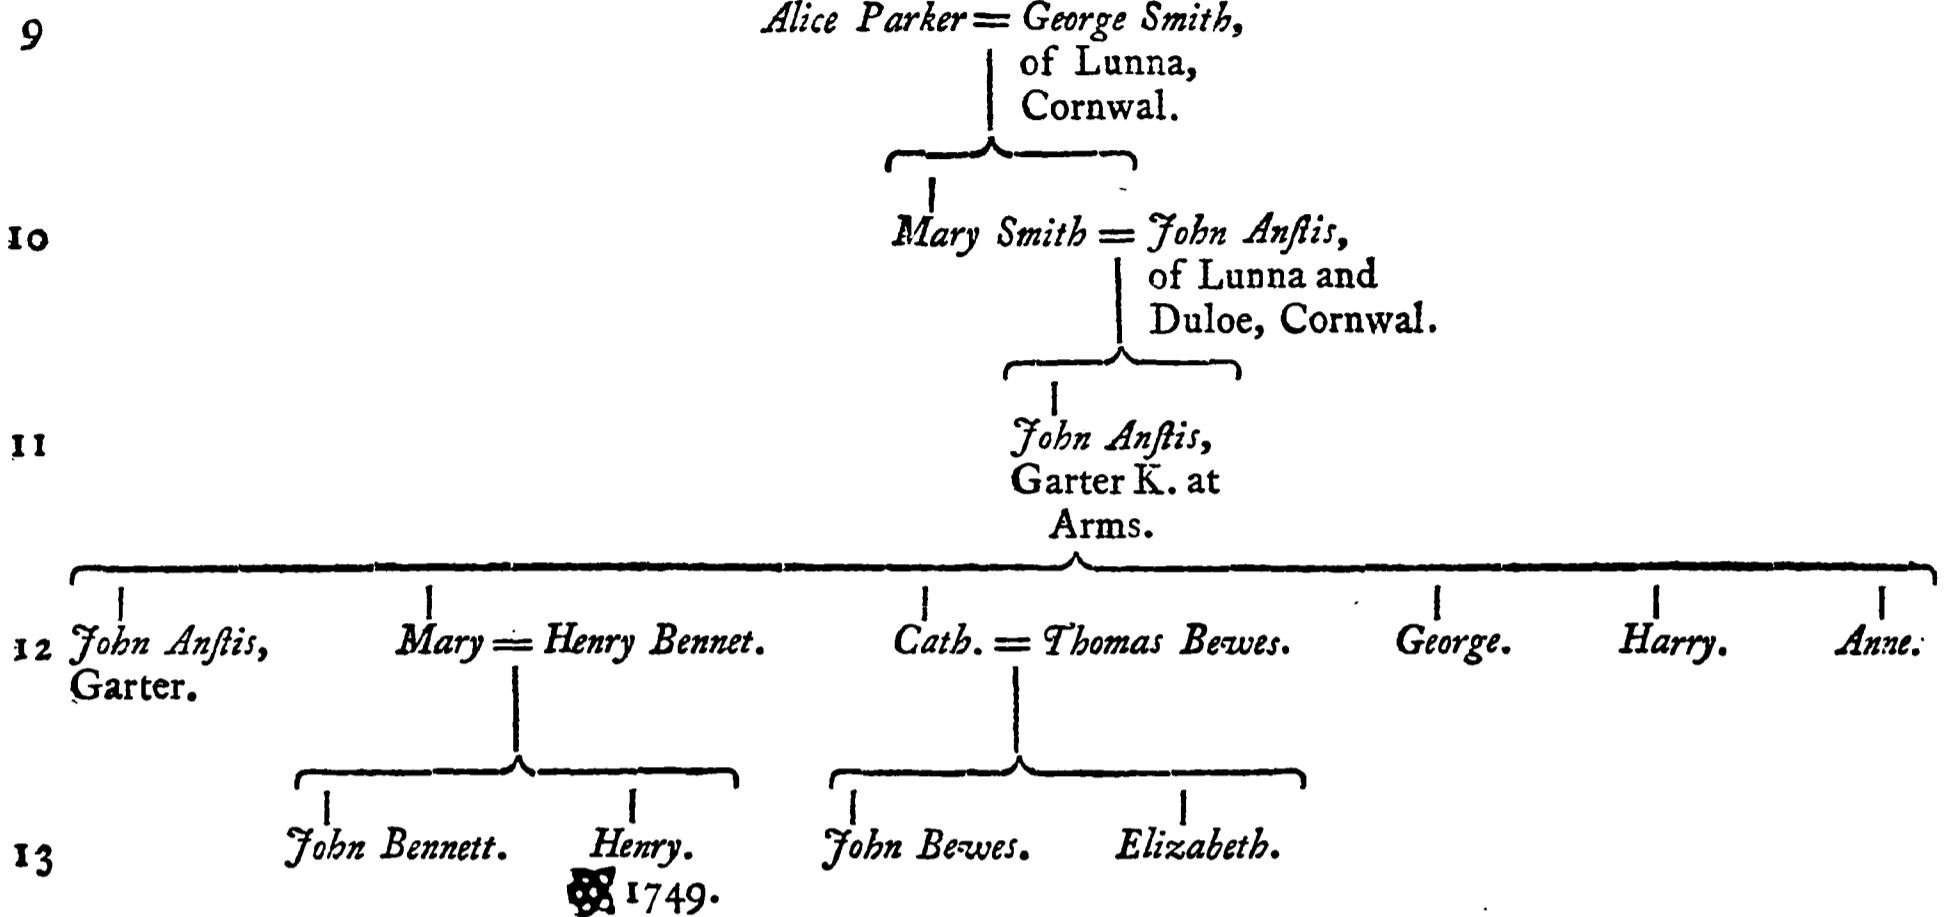 9 Alice Parker = George Smith,
of Lunna,
Cornwal.
10 Mary Smith = John Anſtis,
of Lunna and
Duloe, Cornwal.
11 John Anſtis,
Garter K. at
Arms.
12 John Anſtis, Mary = Henry Bennet. Cath. = Thomas Bewes. George. Harry. Anne.
Garter.
13 John Bennett. Henry. John Bewes. Elizabeth.
1749.